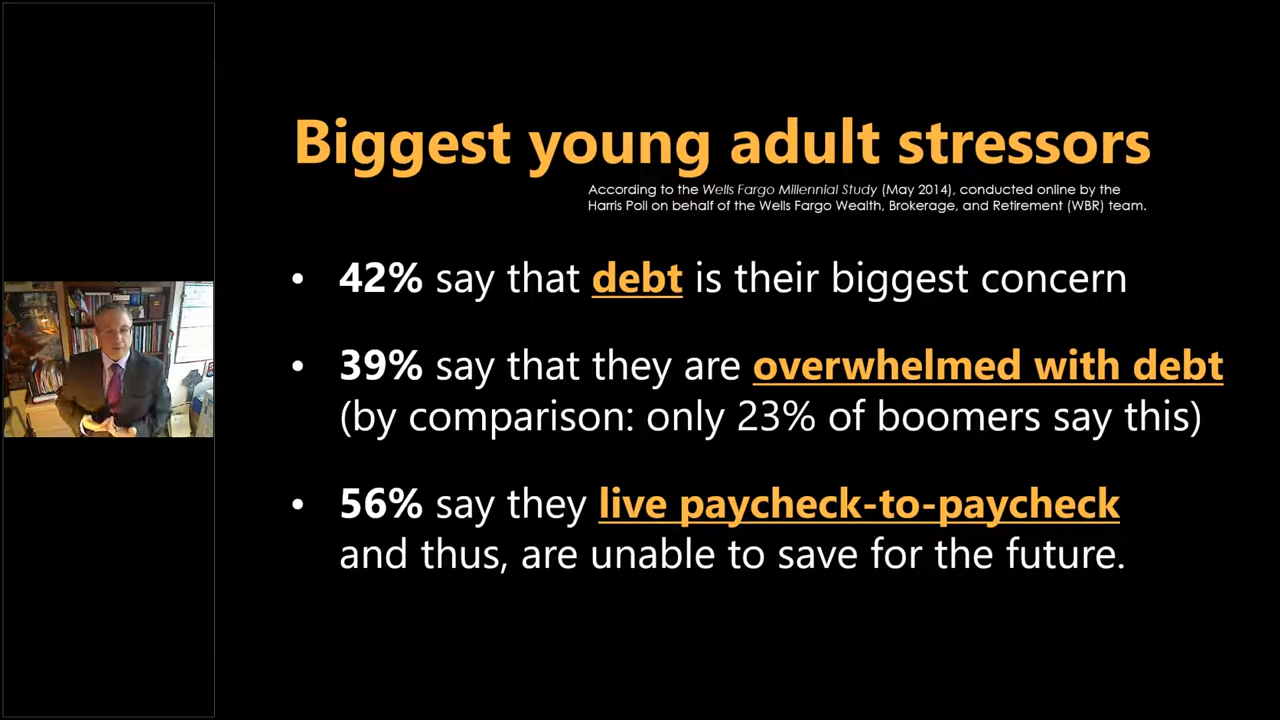 Biggest young adult stressors
According to the Wells Fargo Millennial Study (May 2014), conducted online by the
Harris Poll on behalf of the Wells Fargo Wealth, Brokerage, and Retirement (WBR) team.
• 42% say that debt is their biggest concern
• 39% say that they are overwhelmed with debt
(by comparison: only 23% of boomers say this)
• 56% say they live paycheck-to-paycheck
and thus, are unable to save for the future.